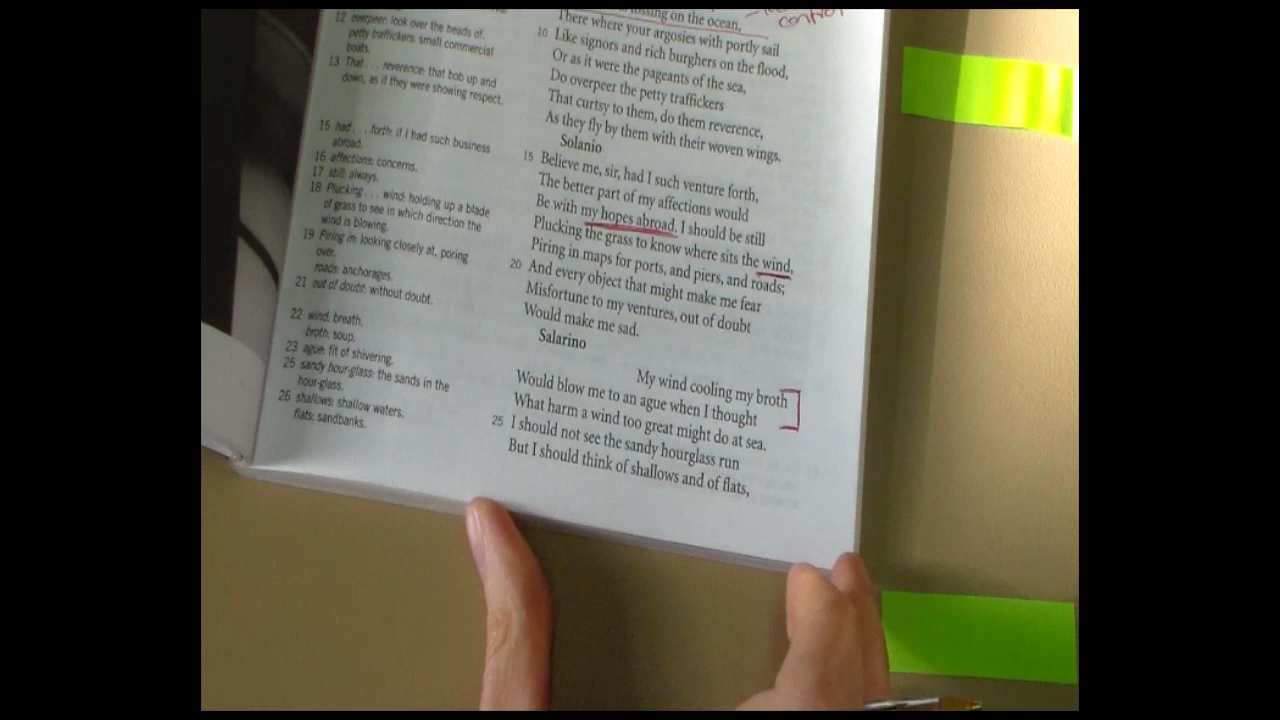 12 overpeer: look over the heads of.
petty traffickers: small commercial
boats.
13 That . . . reverence: that bob up and
down, as if they were showing respect.
15 had . . . forth: if I had such business
abroad.
16 affections: concerns.
17 still: always.
18 Plucking . . . wind: holding up a blade
of grass to see in which direction the
wind is blowing.
19 Piring in: looking closely at, poring
over.
roads: anchorages.
21 out of doubt: without doubt.
22 wind: breath.
broth: soup.
23 ague: fit of shivering.
25 sandy hour-glass: the sands in the
hour-glass.
26 shallows: shallow waters.
flats: sandbanks.
tossing on the ocean,
control
There where your argosies with portly sail
10 Like signors and rich burghers on the flood,
Or as it were the pageants of the sea,
Do overpeer the petty traffickers
That curtsy to them, do them reverence,
As they fly by them with their woven wings.
Solanio
15 Believe me, sir, had I such venture forth,
The better part of my affections would
Be with my hopes abroad. I should be still
Plucking the grass to know where sits the wind,
Piring in maps for ports, and piers, and roads;
20 And every object that might make me fear
Misfortune to my ventures, out of doubt
Would make me sad.
Salarino
My wind cooling my broth
Would blow me to an ague when I thought
What harm a wind too great might do at sea.
25 I should not see the sandy hourglass run
But I should think of shallows and of flats,